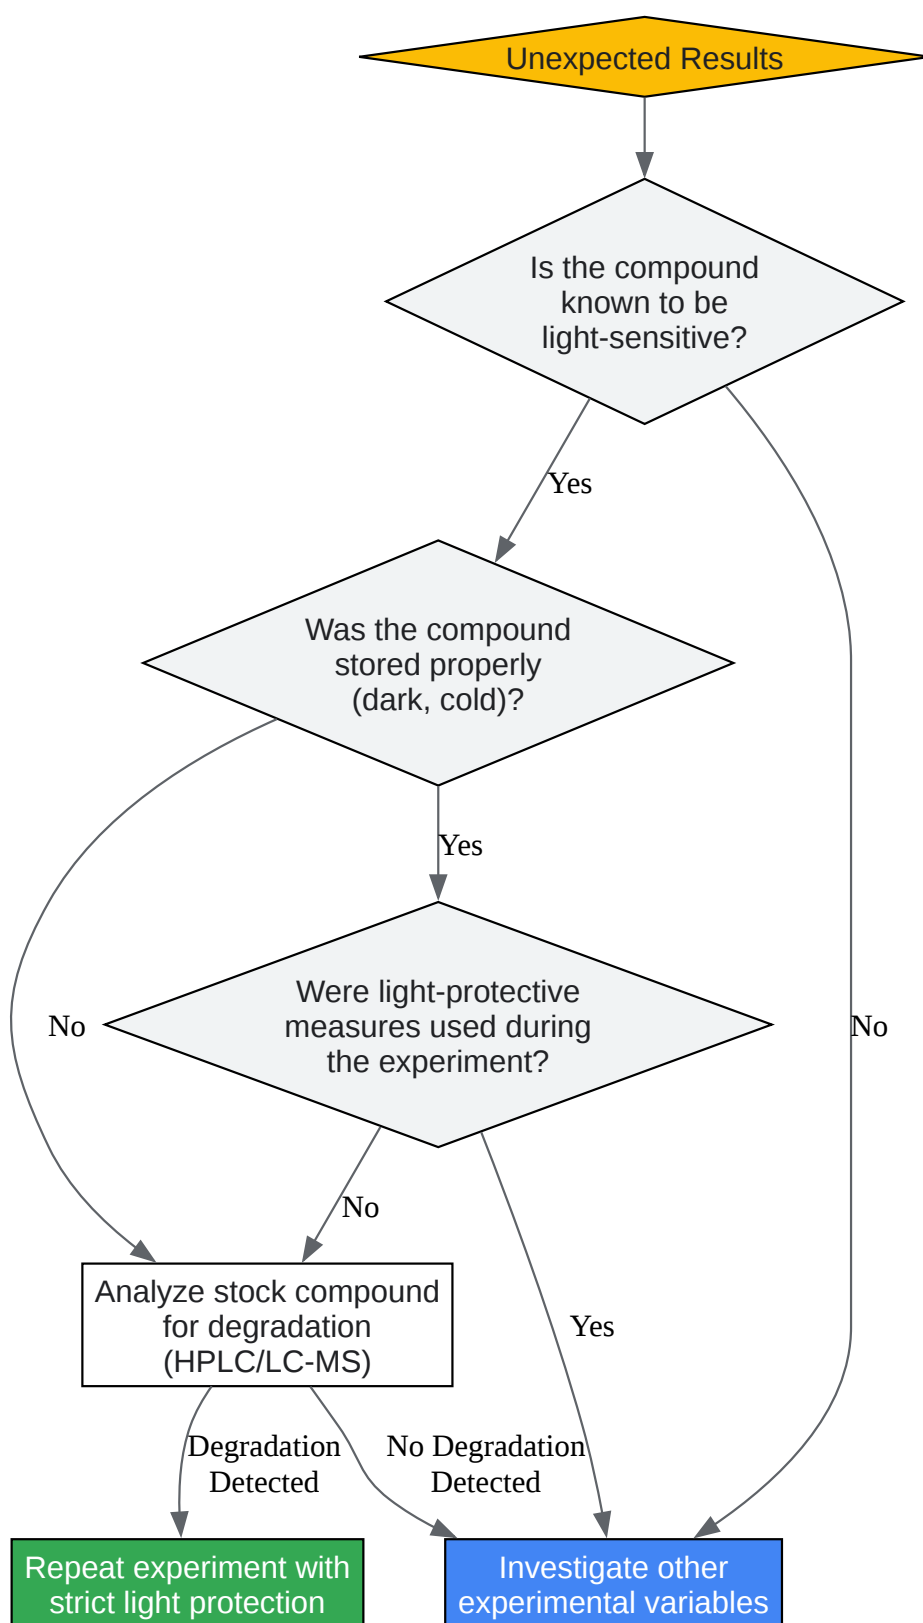 Unexpected Results
Is the compound
known to be
light-sensitive?
Yes
Was the compound
stored properly
(dark, cold)?
Yes
Were light-protective
measures used during
the experiment?
No
No
No
Analyze stock compound
for degradation
(HPLC/LC-MS)
Yes
Degradation
Detected
No Degradation
Detected
Repeat experiment with
strict light protection
Investigate other
experimental variables